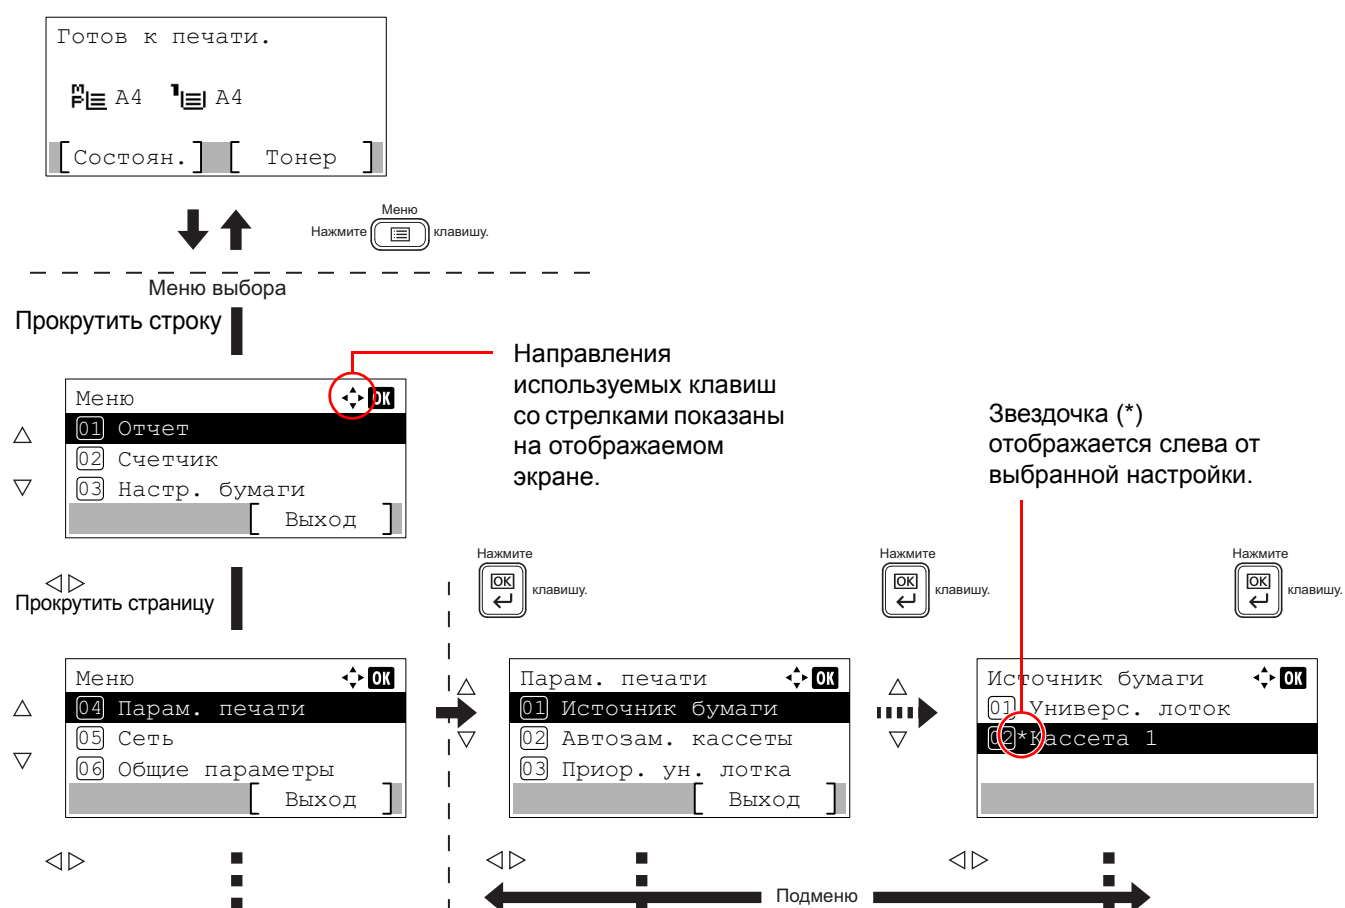 Готов к печати.
MP A4 1 A4
[Состоян.] [ Тонер ]
Меню
Нажмите клавишу.
Меню выбора
Прокрутить строку
Направления
используемых клавиш
со стрелками показаны
на отображаемом
экране.
Звездочка (*)
отображается слева от
выбранной настройки.
Меню OK
01 Отчет
02 Счетчик
03 Настр. бумаги
[ Выход ]
Прокрутить страницу
Нажмите
OK клавишу.
Нажмите
OK клавишу.
Нажмите
OK клавишу.
Меню OK
04 Парам. печати
05 Сеть
06 Общие параметры
[ Выход ]
Парам. печати OK
01 Источник бумаги
02 Автозам. кассеты
03 Приор. ун. лотка
[ Выход ]
Источник бумаги OK
01 Универс. лоток
02*Кассета 1
Подменю